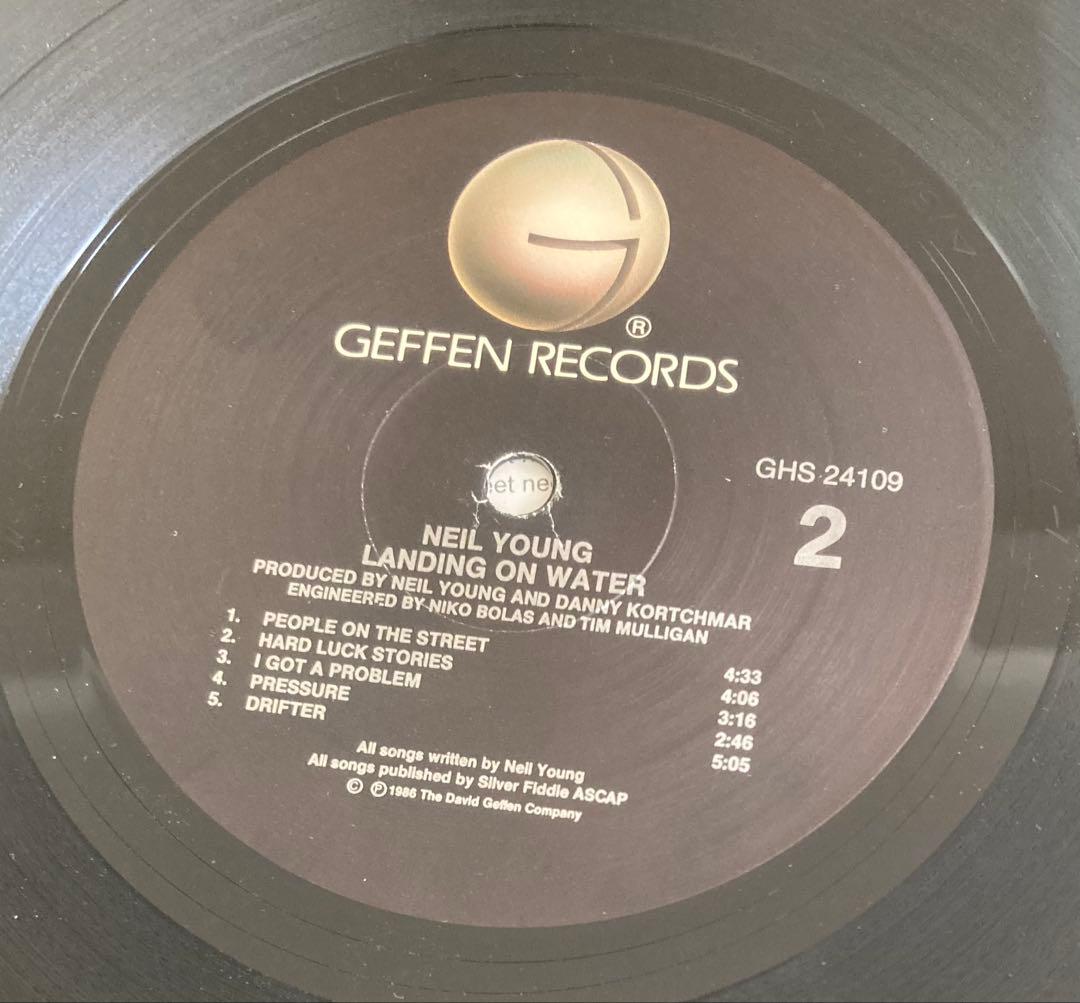 ®
GEFFEN RECORDS
GHS 24109
2
et ne
NEIL YOUNG
LANDING ON WATER
PRODUCED BY NEIL YOUNG AND DANNY KORTCHMAR
ENGINEERED BY NIKO BOLAS AND TIM MULLIGAN
1. PEOPLE ON THE STREET 4:33
2. HARD LUCK STORIES 4:06
3. I GOT A PROBLEM 3:16
4. PRESSURE 2:46
5. DRIFTER 5:05
All songs written by Neil Young
All songs published by Silver Fiddle ASCAP
© ℗ 1986 The David Geffen Company